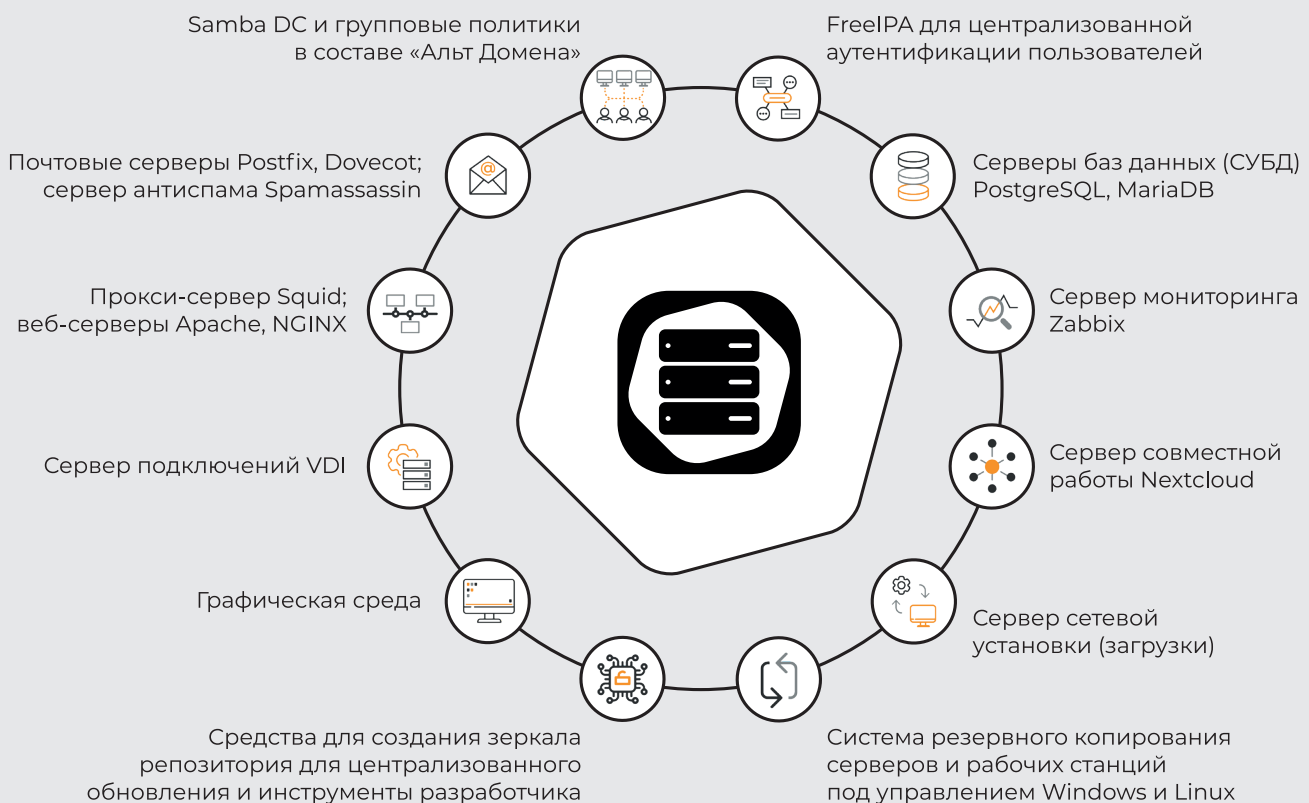 Samba DC и групповые политики
в составе «Альт Домена»
FreeIPA для централизованной
аутентификации пользователей
Почтовые серверы Postfix, Dovecot;
сервер антиспама Spamassassin
Серверы баз данных (СУБД)
PostgreSQL, MariaDB
Прокси-сервер Squid;
веб-серверы Apache, NGINX
Сервер мониторинга
Zabbix
Сервер подключений VDI
Сервер совместной
работы Nextcloud
Графическая среда
Сервер сетевой
установки (загрузки)
Средства для создания зеркала
репозитория для централизованного
обновления и инструменты разработчика
Система резервного копирования
серверов и рабочих станций
под управлением Windows и Linux